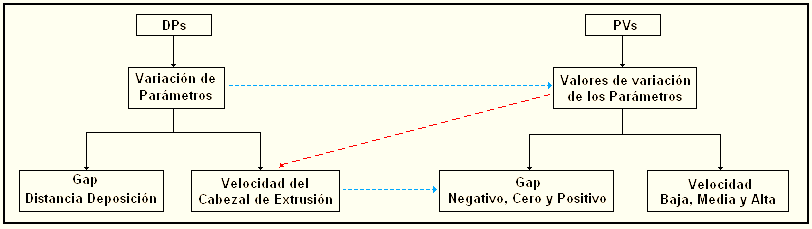 DPs
PVs
Variación de
Parámetros
Valores de variación
de los Parámetros
Gap
Distancia Deposición
Velocidad del
Cabezal de Extrusión
Gap
Negativo, Cero y Positivo
Velocidad
Baja, Media y Alta